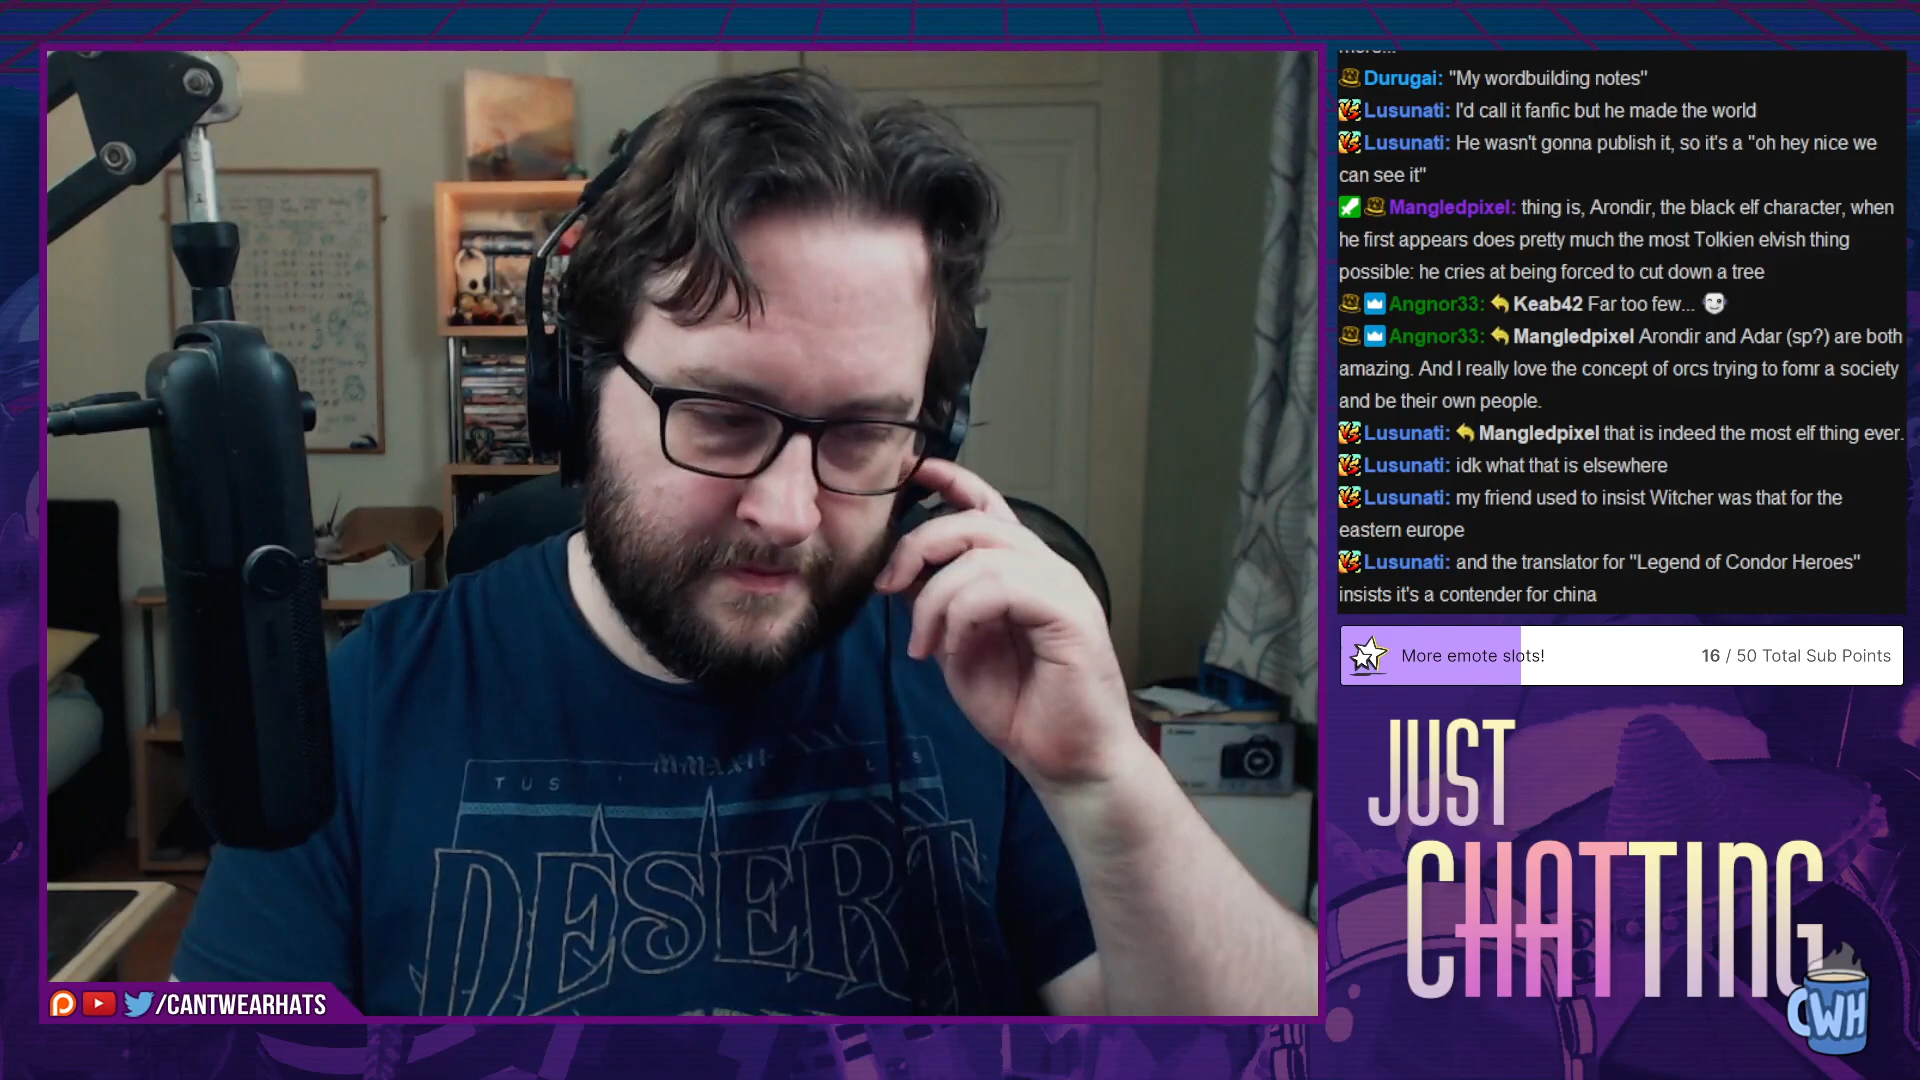 Durugai: "My wordbuilding notes"
Lusunati: I'd call it fanfic but he made the world
Lusunati: He wasn't gonna publish it, so it's a "oh hey nice we
can see it"
Mangledpixel: thing is, Arondir, the black elf character, when
he first appears does pretty much the most Tolkien elvish thing
possible: he cries at being forced to cut down a tree
Angnor33: Keab42 Far too few...
Angnor33: Mangledpixel Arondir and Adar (sp?) are both
amazing. And I really love the concept of orcs trying to fomr a society
and be their own people.
Lusunati: Mangledpixel that is indeed the most elf thing ever.
Lusunati: idk what that is elsewhere
Lusunati: my friend used to insist Witcher was that for the
eastern europe
Lusunati: and the translator for "Legend of Condor Heroes"
insists it's a contender for china
More emote slots! 16 / 50 Total Sub Points
JUST
CHATTING
CWH
TUS
DESERT
/CANTWEARHATS